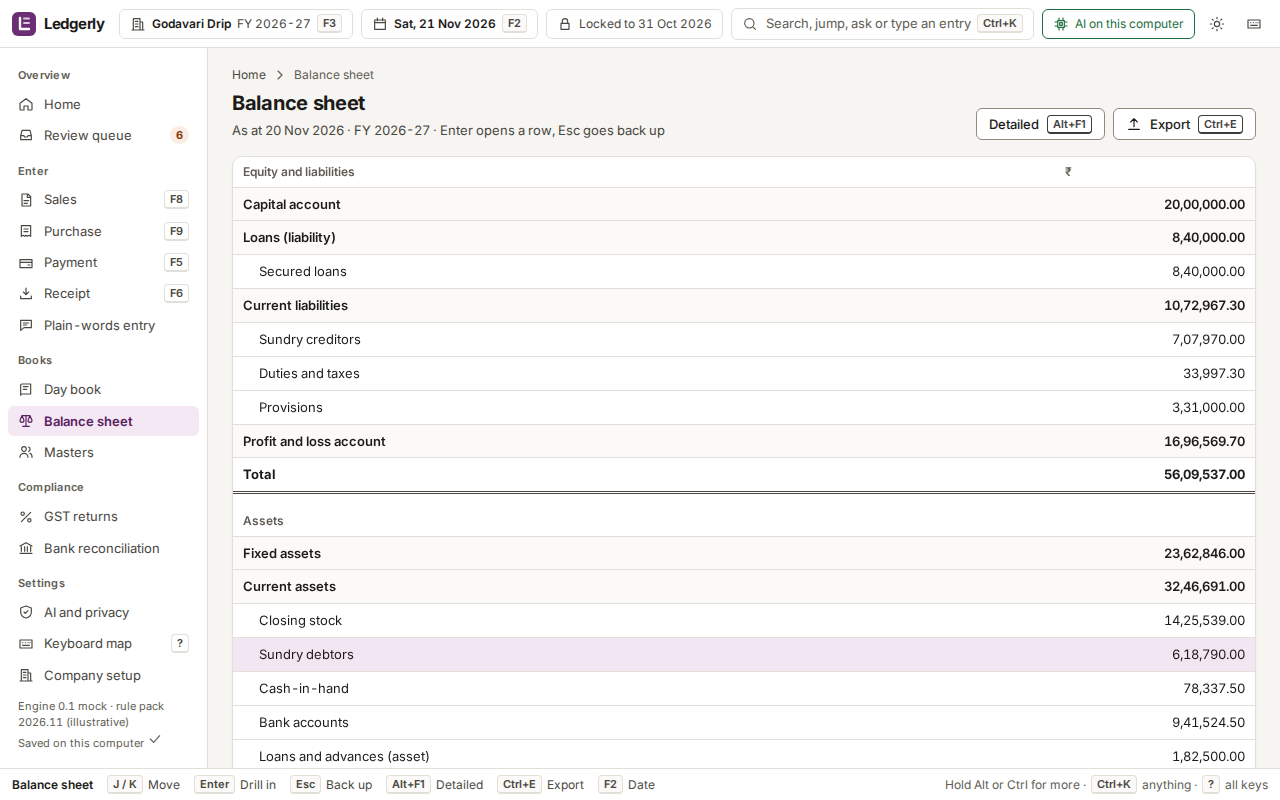 Ledgerly
Godavari Drip FY 2026-27 F3
Sat, 21 Nov 2026 F2
Locked to 31 Oct 2026
Search, jump, ask or type an entry Ctrl+K
AI on this computer
Overview
Home
Review queue 6
Enter
Sales F8
Purchase F9
Payment F5
Receipt F6
Plain-words entry
Books
Day book
Balance sheet
Masters
Compliance
GST returns
Bank reconciliation
Settings
AI and privacy
Keyboard map ?
Company setup
Engine 0.1 mock · rule pack
2026.11 (illustrative)
Saved on this computer
Home Balance sheet
Balance sheet
As at 20 Nov 2026 · FY 2026-27 · Enter opens a row, Esc goes back up
Detailed Alt+F1
Export Ctrl+E
Equity and liabilities ₹
Capital account 20,00,000.00
Loans (liability) 8,40,000.00
Secured loans 8,40,000.00
Current liabilities 10,72,967.30
Sundry creditors 7,07,970.00
Duties and taxes 33,997.30
Provisions 3,31,000.00
Profit and loss account 16,96,569.70
Total 56,09,537.00
Assets
Fixed assets 23,62,846.00
Current assets 32,46,691.00
Closing stock 14,25,539.00
Sundry debtors 6,18,790.00
Cash-in-hand 78,337.50
Bank accounts 9,41,524.50
Loans and advances (asset) 1,82,500.00
Balance sheet J / K Move Enter Drill in Esc Back up Alt+F1 Detailed Ctrl+E Export F2 Date
Hold Alt or Ctrl for more · Ctrl+K anything · ? all keys